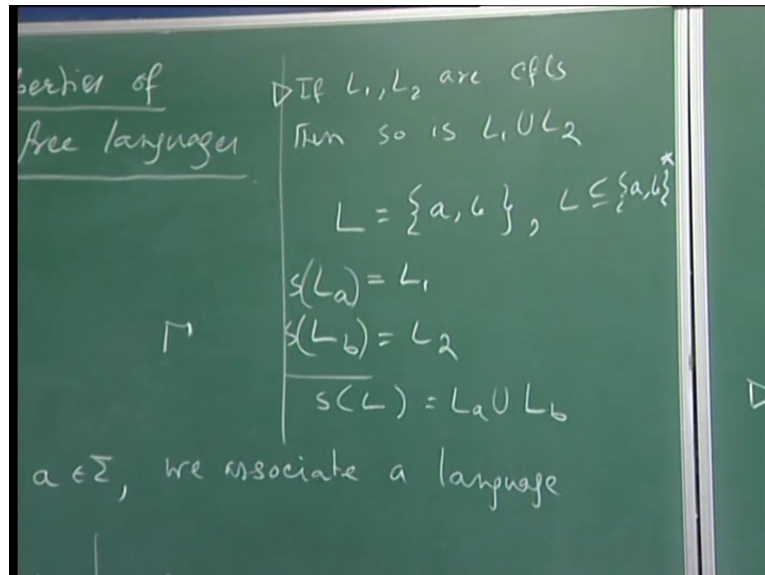 perties of
free languages
▷ If L₁, L₂ are cfls
Then so is L₁ ∪ L₂
L = {a, b}, L ⊆ {a, b}*
s(La) = L₁
s(Lb) = L₂
s(L) = La ∪ Lb
Γ
a ∈ Σ, we associate a language